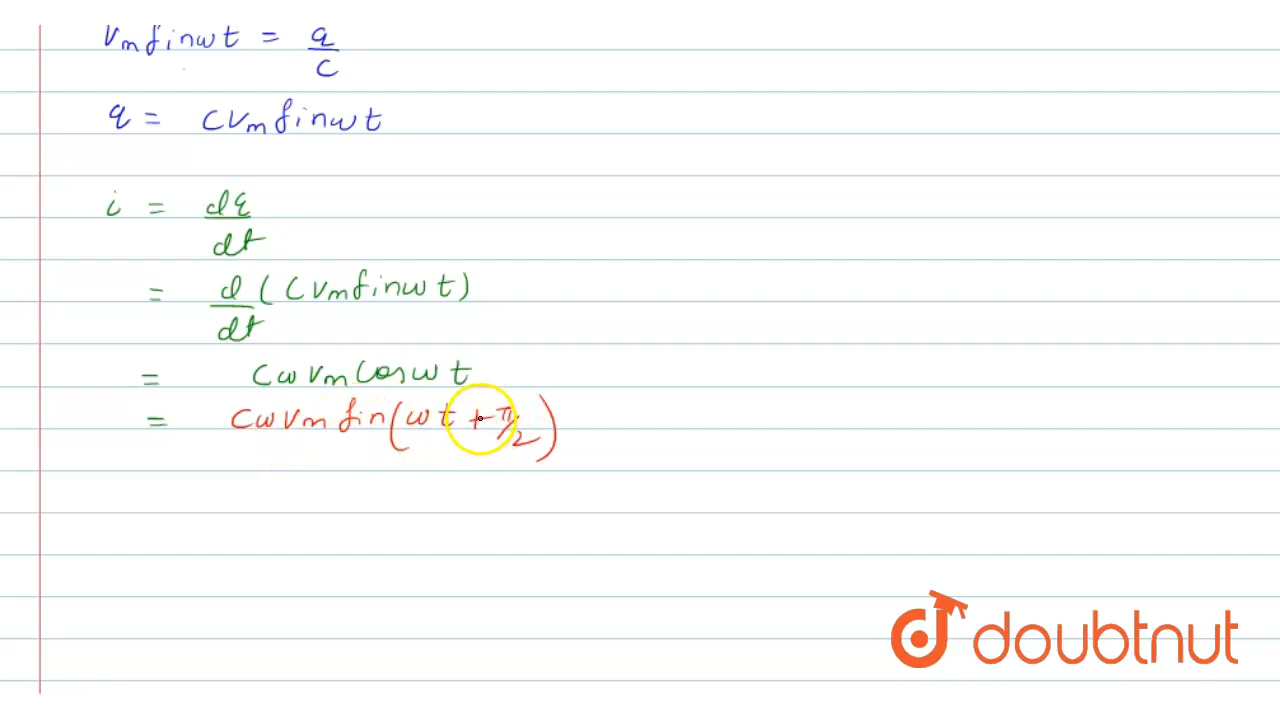 Vm sin ωt = q/C
q = CVm sin ωt
i = dq/dt
= d/dt (CVm sin ωt)
= CωVm cos ωt
= CωVm sin(ωt + π/2)
doubtnut